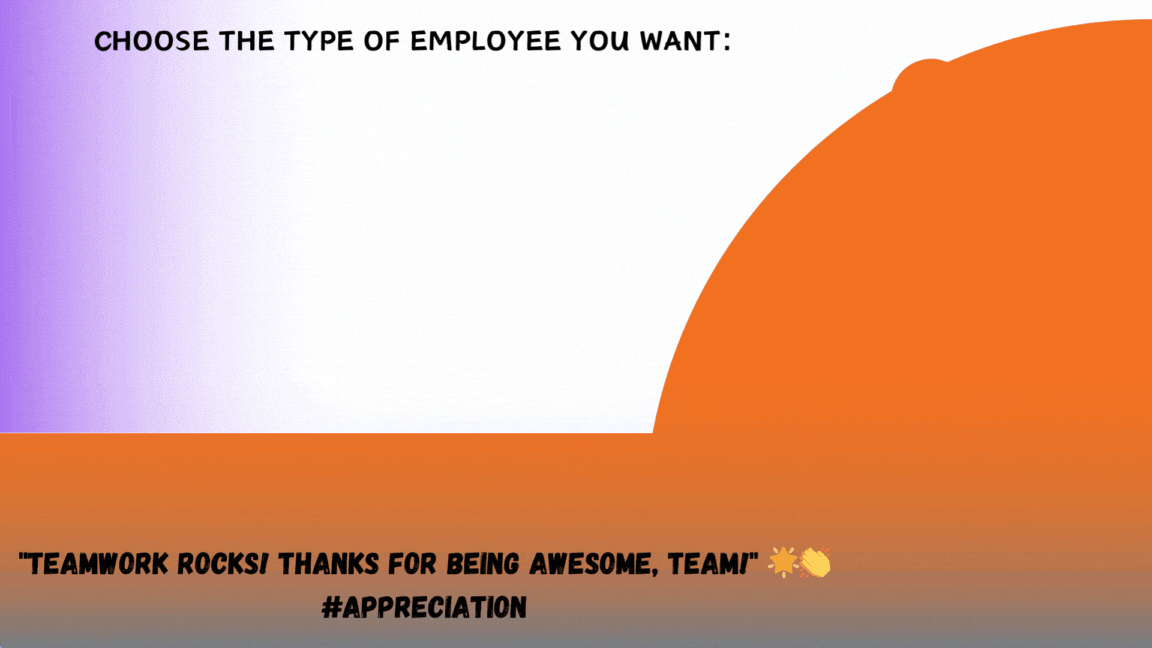 CHOOSE THE TYPE OF EMPLOYEE YOU WANT:
"TEAMWORK ROCKS! THANKS FOR BEING AWESOME, TEAM!" 🌟👏
#APPRECIATION